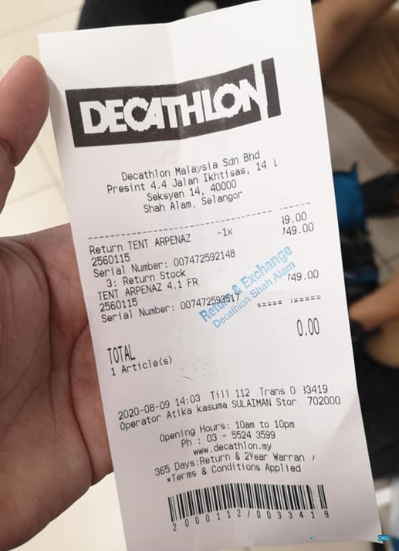 DECATHLON
Decathlon Malaysia Sdn Bhd
Presint 4.4 Jalan Ikhtisas, 14
Seksyen 14, 40000
Shah Alam, Selangor
Return TENT ARPENAZ -1x
2560115
Serial Number: 007472592148
3: Return Stock
TENT ARPENAZ 4.1 FR
2560115 749.00
Serial Number:
Return & Exchange
Decathlon Shah Alam
TOTAL 0.00
1 Article(s)
2020-08-09 14:03 Till 112 Trans
Operator Atika kasuma SULAIMAN Stor 702000
Opening Hours: 10am to 10pm
Ph : 03 - 5524 3599
www.decathlon.my
365 Days:Return & 2Year Warran
*Terms & Conditions Applied
2000112/0033419